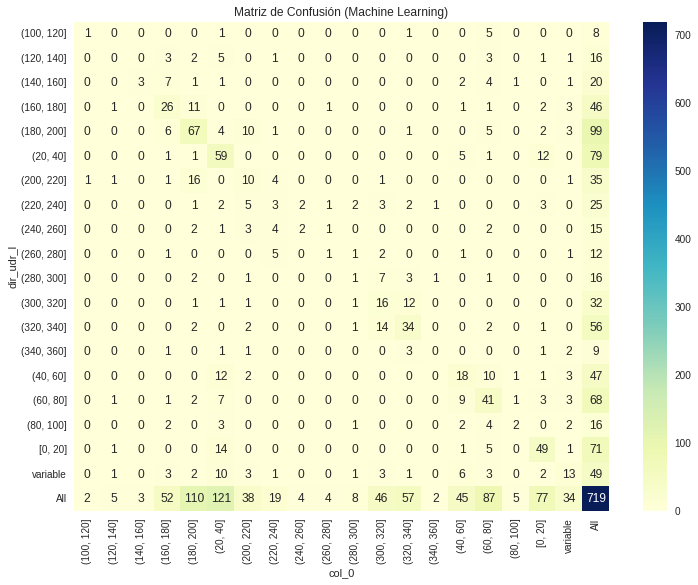 Matriz de Confusión (Machine Learning)
(100, 120] 1 0 0 0 0 1 0 0 0 0 0 0 1 0 0 5 0 0 0 8
(120, 140] 0 0 0 3 2 5 0 1 0 0 0 0 0 0 0 3 0 1 1 16
(140, 160] 0 0 3 7 1 1 0 0 0 0 0 0 0 0 2 4 1 0 1 20
(160, 180] 0 1 0 26 11 0 0 0 0 1 0 0 0 0 1 1 0 2 3 46
(180, 200] 0 0 0 6 67 4 10 1 0 0 0 0 1 0 0 5 0 2 3 99
(20, 40] 0 0 0 1 1 59 0 0 0 0 0 0 0 0 5 1 0 12 0 79
(200, 220] 1 1 0 1 16 0 10 4 0 0 0 1 0 0 0 0 0 0 1 35
(220, 240] 0 0 0 0 1 2 5 3 2 1 2 3 2 1 0 0 0 3 0 25
(240, 260] 0 0 0 0 2 1 3 4 2 1 0 0 0 0 0 2 0 0 0 15
(260, 280] 0 0 0 1 0 0 0 5 0 1 1 2 0 0 1 0 0 0 1 12
(280, 300] 0 0 0 0 2 0 1 0 0 0 1 7 3 1 0 1 0 0 0 16
(300, 320] 0 0 0 0 1 1 1 0 0 0 1 16 12 0 0 0 0 0 0 32
(320, 340] 0 0 0 0 2 0 2 0 0 0 1 14 34 0 0 2 0 1 0 56
(340, 360] 0 0 0 1 0 1 1 0 0 0 0 0 3 0 0 0 0 1 2 9
(40, 60] 0 0 0 0 0 12 2 0 0 0 0 0 0 0 18 10 1 1 3 47
(60, 80] 0 1 0 1 2 7 0 0 0 0 0 0 0 0 9 41 1 3 3 68
(80, 100] 0 0 0 2 0 3 0 0 0 0 0 0 0 0 2 4 2 0 2 16
[0, 20] 0 1 0 0 0 14 0 0 0 0 0 0 0 0 1 5 0 49 1 71
variable 0 1 0 3 2 10 3 1 0 0 1 3 1 0 6 3 0 2 13 49
All 2 5 3 52 110 121 38 19 4 4 8 46 57 2 45 87 5 77 34 719
(100, 120] (120, 140] (140, 160] (160, 180] (180, 200] (20, 40] (200, 220] (220, 240] (240, 260] (260, 280] (280, 300] (300, 320] (320, 340] (340, 360] (40, 60] (60, 80] (80, 100] [0, 20] variable All
col_0
dir_udr_l
700
600
500
400
300
200
100
0